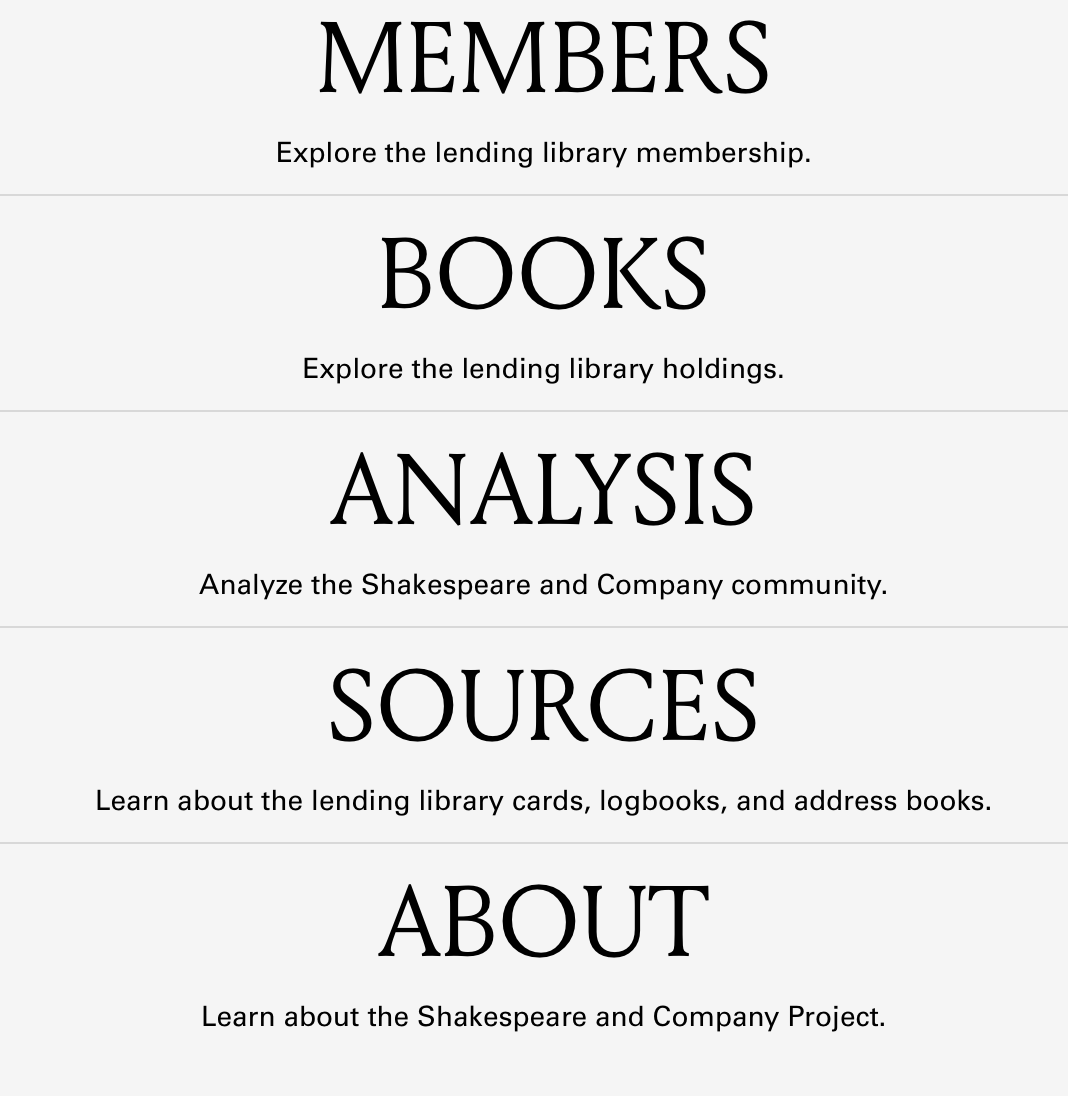 MEMBERS
Explore the lending library membership.
BOOKS
Explore the lending library holdings.
ANALYSIS
Analyze the Shakespeare and Company community.
SOURCES
Learn about the lending library cards, logbooks, and address books.
ABOUT
Learn about the Shakespeare and Company Project.